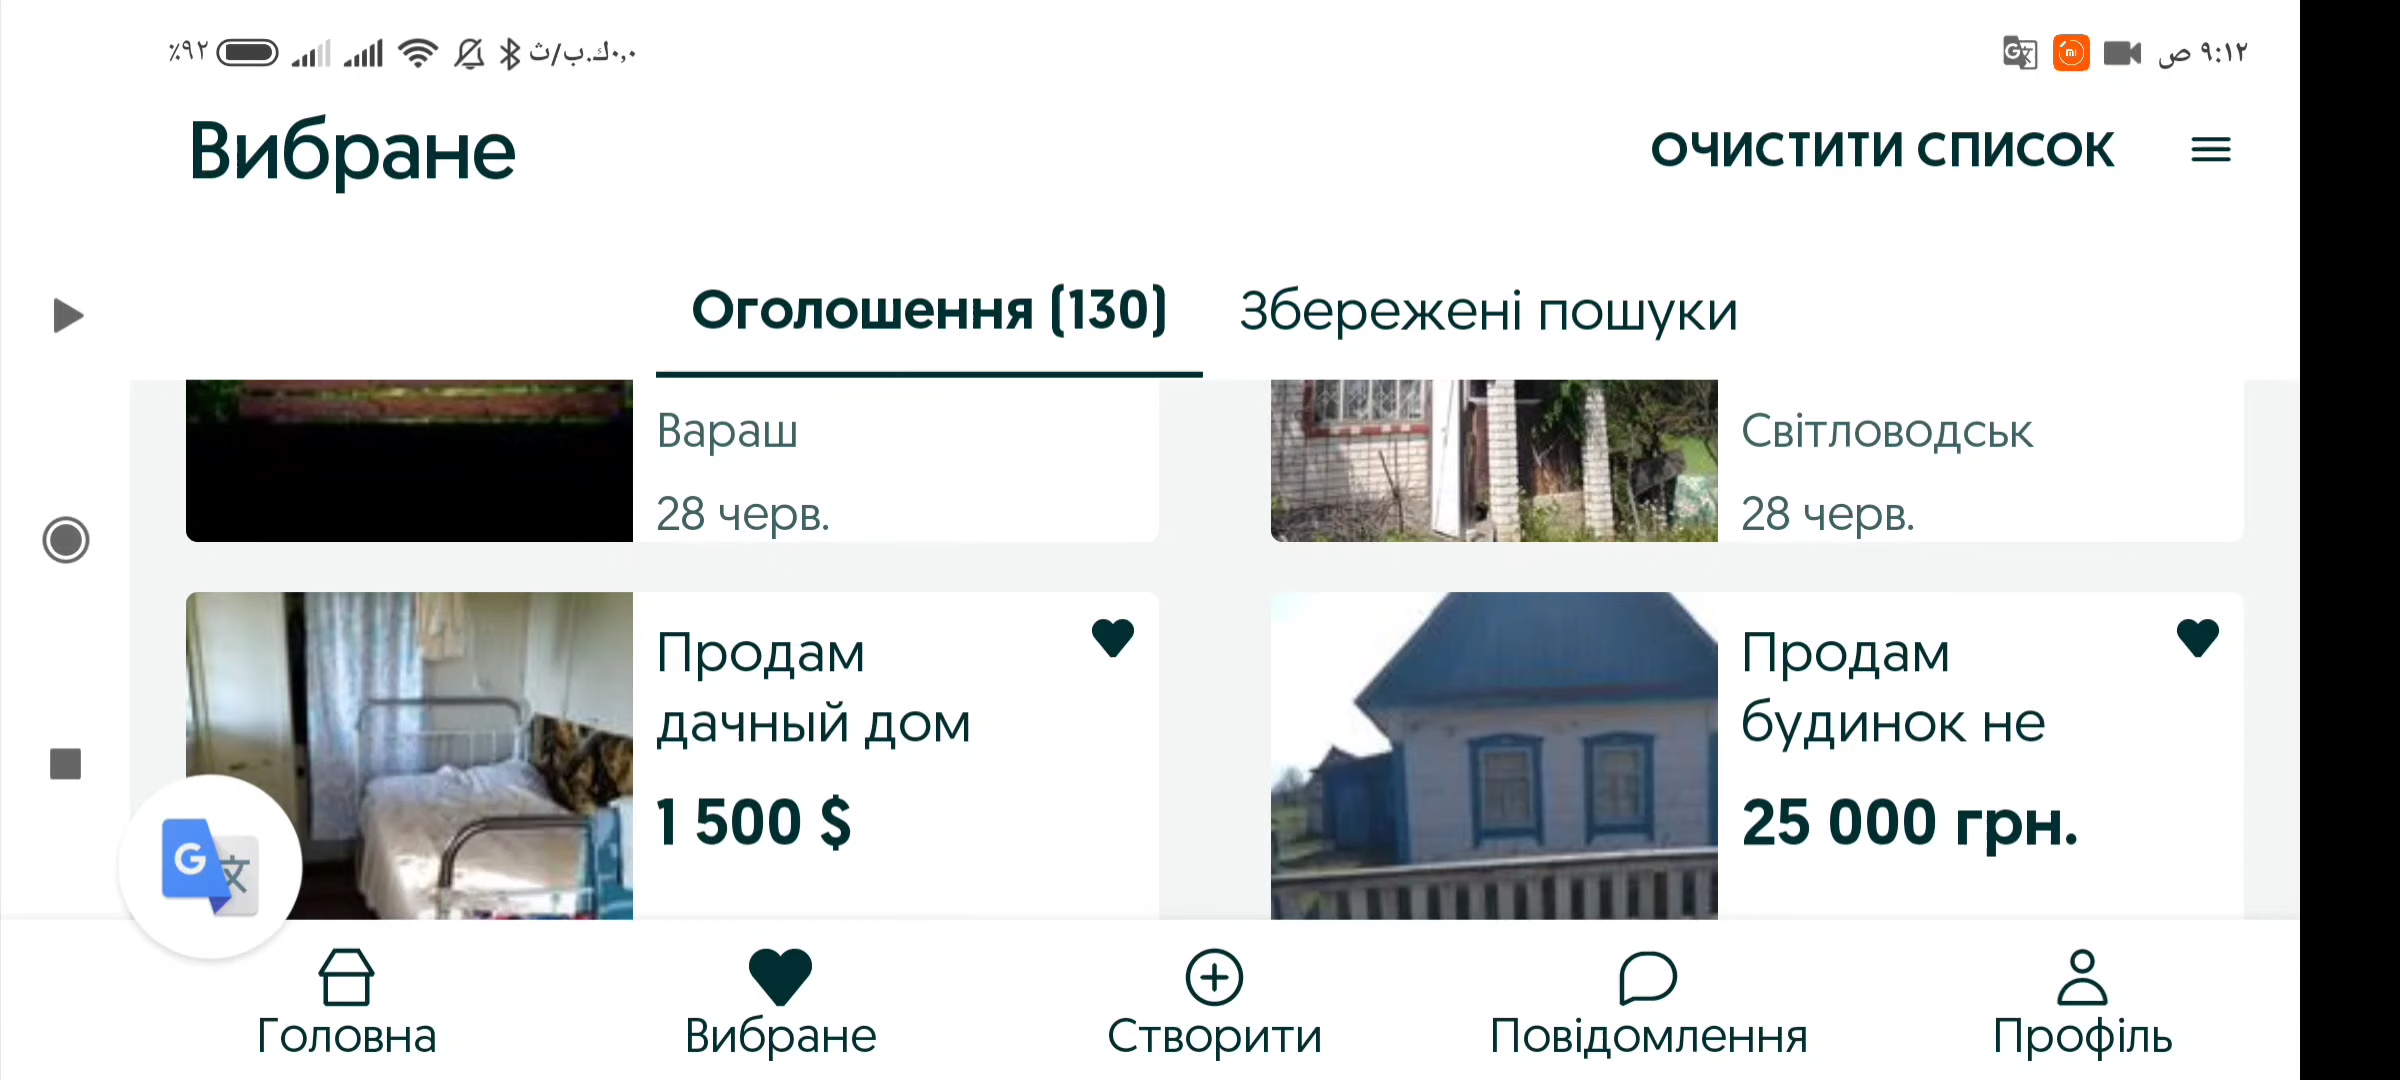 ٪٩٢ ٠,٠ك.ب/ث ٩:١٢ ص
Вибране ОЧИСТИТИ СПИСОК
Оголошення (130) Збережені пошуки
Вараш
28 черв.
Світловодськ
28 черв.
Продам
дачный дом
1 500 $
Продам
будинок не
25 000 грн.
Головна Вибране Створити Повідомлення Профіль